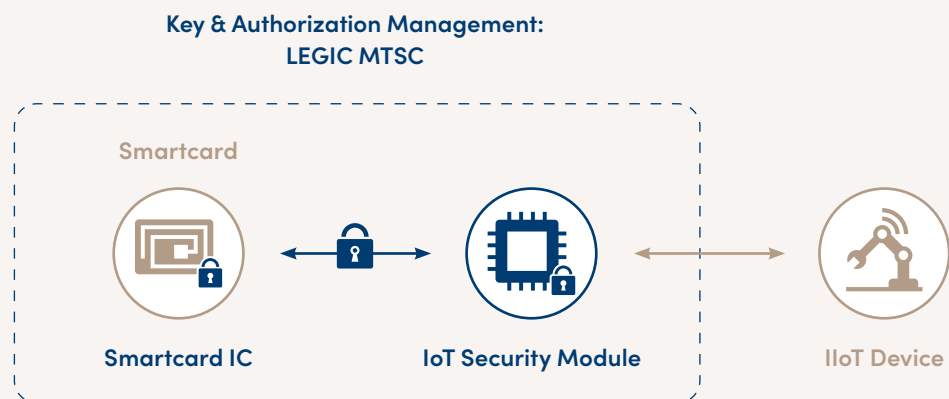 Key & Authorization Management:
LEGIC MTSC
Smartcard
Smartcard IC
IoT Security Module
IIoT Device